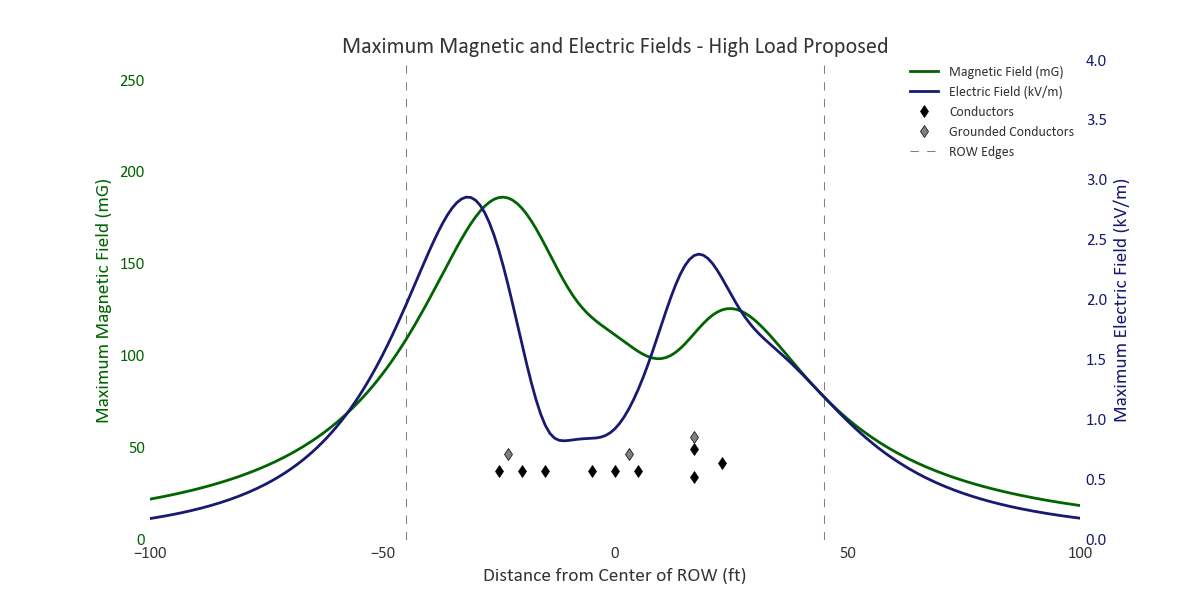 Maximum Magnetic and Electric Fields - High Load Proposed
Magnetic Field (mG)
Electric Field (kV/m)
Conductors
Grounded Conductors
ROW Edges
Maximum Magnetic Field (mG)
250
200
150
100
50
0
4.0
3.5
3.0
2.5
2.0
1.5
1.0
0.5
0.0
Maximum Electric Field (kV/m)
−100 −50 0 50 100
Distance from Center of ROW (ft)